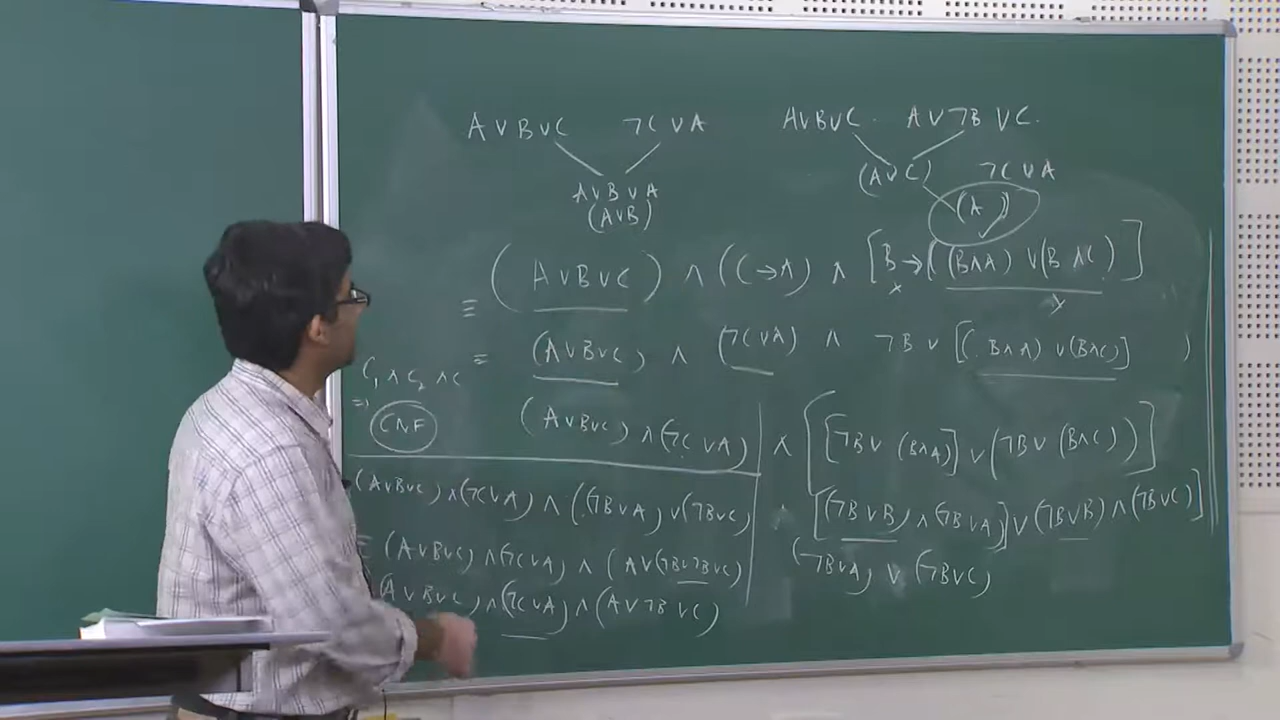 A ∨ B ∨ C ¬C ∨ A A∨B∨C A ∨ ¬B ∨ C
A∨B∨A (A∨C) ¬C ∨ A
(A∨B) (A)
≡ (A∨B∨C) ∧ (C→A) ∧ [B→((B∧A) ∨(B∧C))]
x y
≡ (A∨B∨C) ∧ (¬C∨A) ∧ ¬B ∨ [(B∧A) ∨(B∧C)] )
C₁ ∧ C₂ ∧ C
⇒ CNF
(A∨B∨C) ∧ (¬C∨A) ∧ [[¬B∨ (B∧A)] ∨ (¬B∨ (B∧C))]
∧ [(¬B∨B) ∧ (¬B∨A)] ∨ (¬B∨B) ∧ (¬B∨C)]
(¬B∨A) ∨ (¬B∨C)
(A∨B∨C) ∧ (¬C∨A) ∧ ((¬B∨A) ∨ (¬B∨C)
≡ (A∨B∨C) ∧ (¬C∨A) ∧ (A∨(¬B∨¬B∨C)
(A∨B∨C) ∧ (¬C∨A) ∧ (A∨¬B∨C)